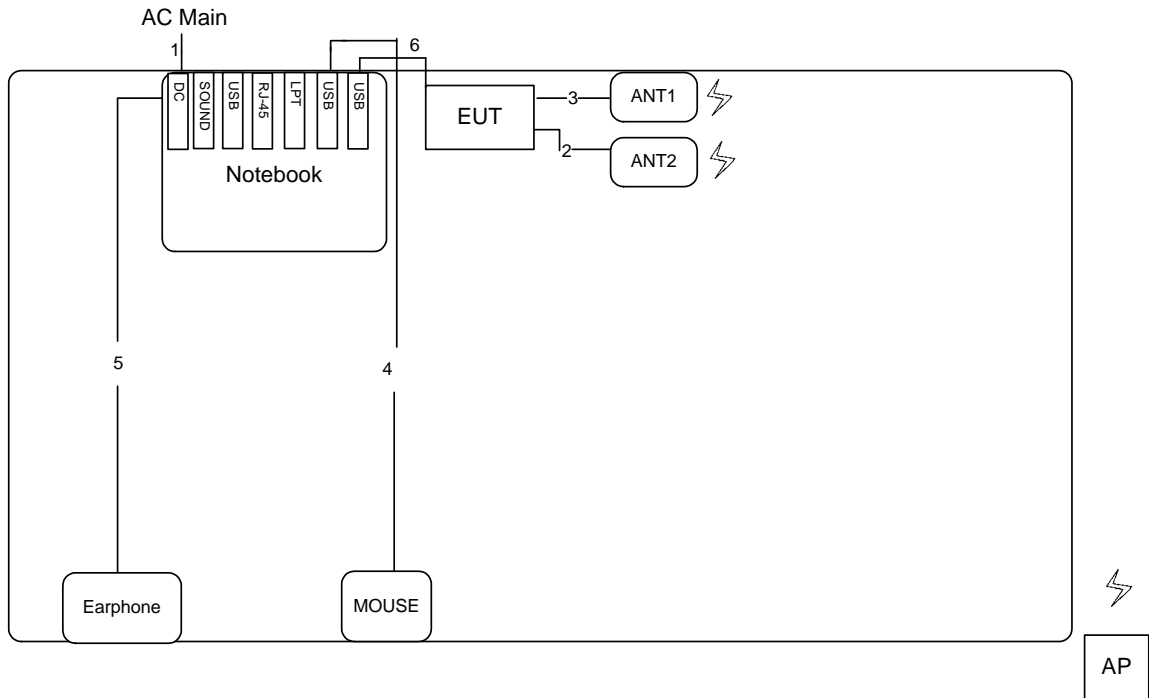 AC Main
1
6
DC
SOUND
USB
RJ-45
LPT
USB
USB
Notebook
EUT
3
ANT1
2
ANT2
5
4
Earphone
MOUSE
AP